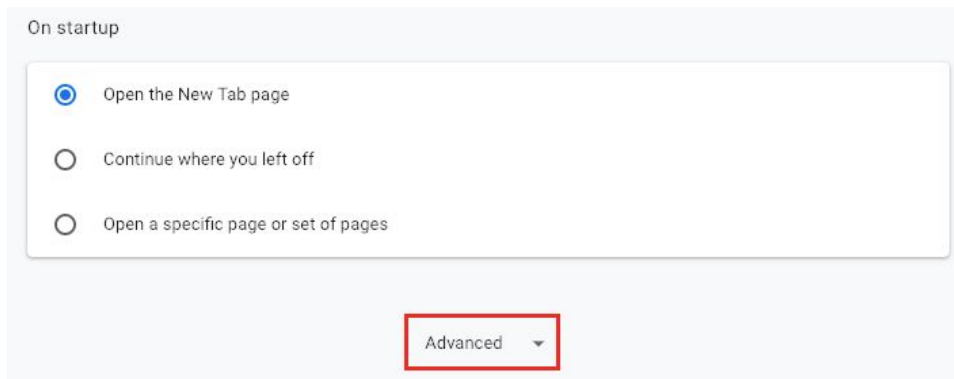 On startup
Open the New Tab page
Continue where you left off
Open a specific page or set of pages
Advanced